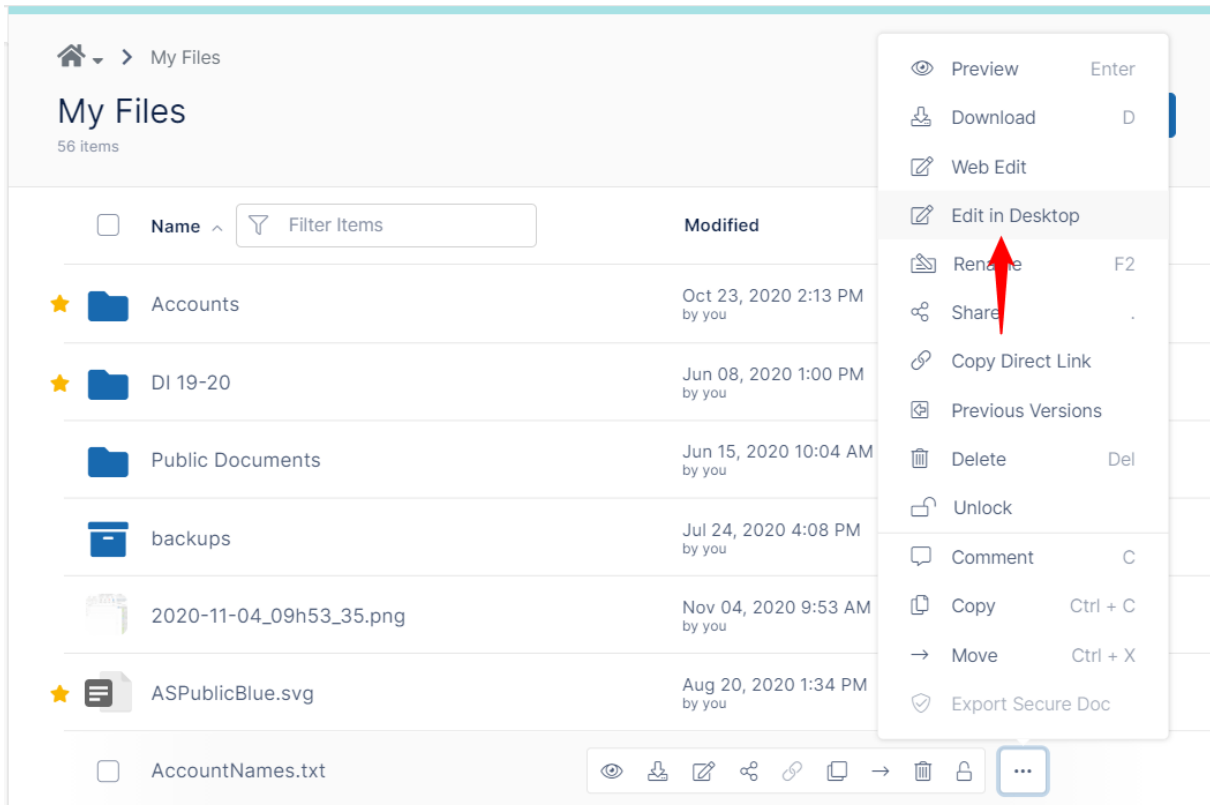 My Files
My Files
56 items
Name
Filter Items
Modified
Accounts
Oct 23, 2020 2:13 PM
by you
DI 19-20
Jun 08, 2020 1:00 PM
by you
Public Documents
Jun 15, 2020 10:04 AM
by you
backups
Jul 24, 2020 4:08 PM
by you
2020-11-04_09h53_35.png
Nov 04, 2020 9:53 AM
by you
ASPublicBlue.svg
Aug 20, 2020 1:34 PM
by you
AccountNames.txt
Preview Enter
Download D
Web Edit
Edit in Desktop
Rename F2
Share .
Copy Direct Link
Previous Versions
Delete Del
Unlock
Comment C
Copy Ctrl + C
Move Ctrl + X
Export Secure Doc